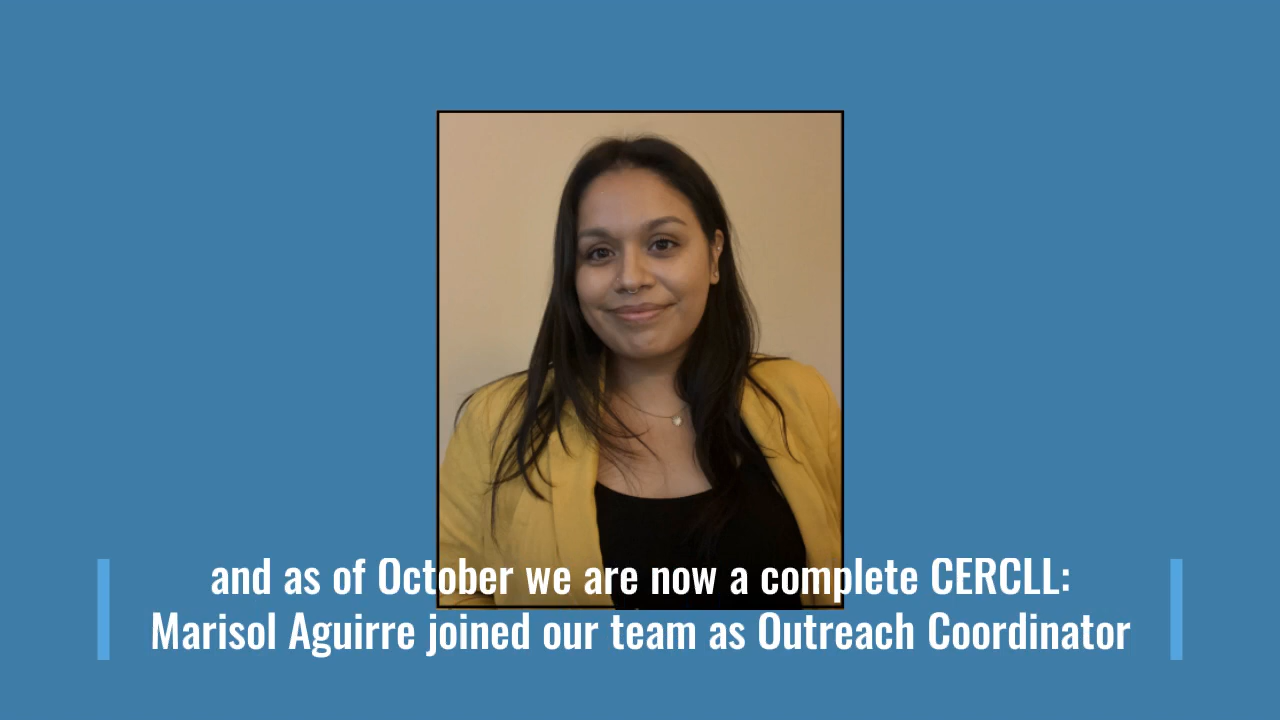 and as of October we are now a complete CERCLL:
Marisol Aguirre joined our team as Outreach Coordinator